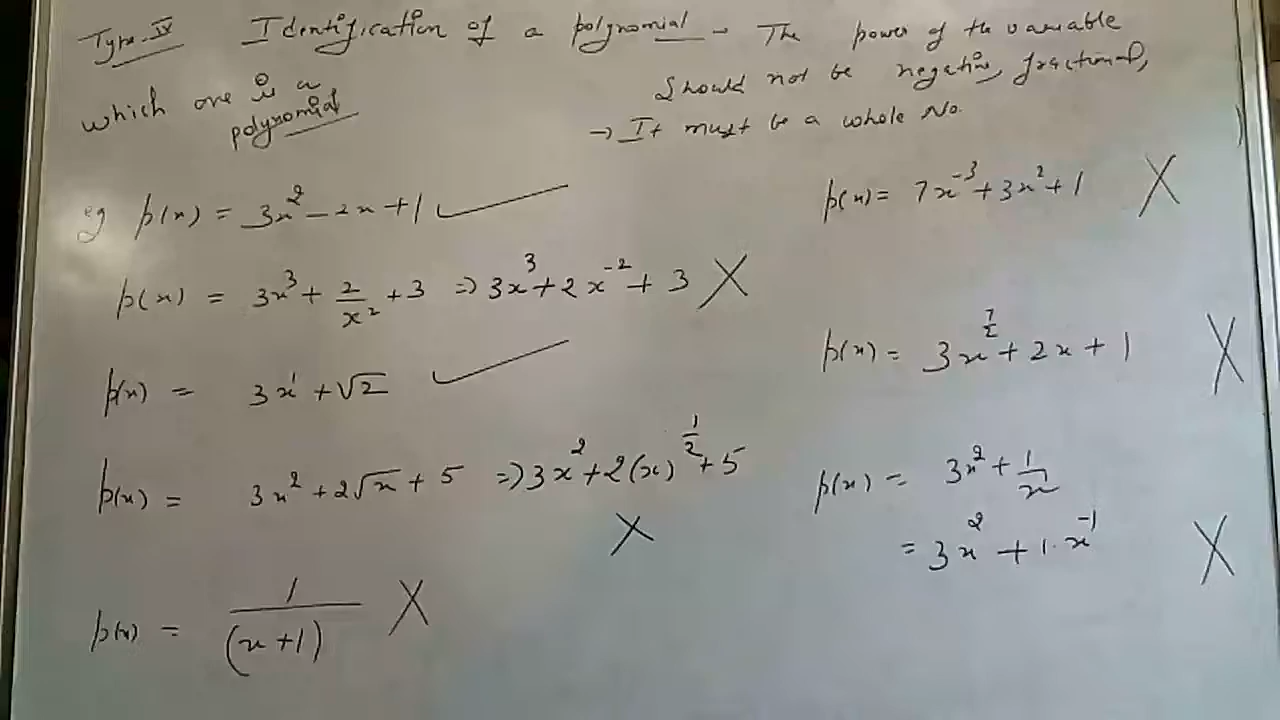 Type-IV Identification of a polynomial - The power of the variable
should not be negative, fractional,
which one is a
polynomial
→ It must be a whole No.
eg p(x) = 3x² - 2x + 1 ✓
p(x) = 3x³ + 2/x² + 3 ⇒ 3x³ + 2x⁻² + 3 X
p(x) = 3x¹ + √2 ✓
p(x) = 3x² + 2√x + 5 ⇒ 3x² + 2(x)^(1/2) + 5
X
p(x) = 1/(x+1) X
p(x) = 7x⁻³ + 3x² + 1 X
p(x) = 3x^(7/2) + 2x + 1 X
p(x) = 3x² + 1/x
= 3x² + 1·x⁻¹ X